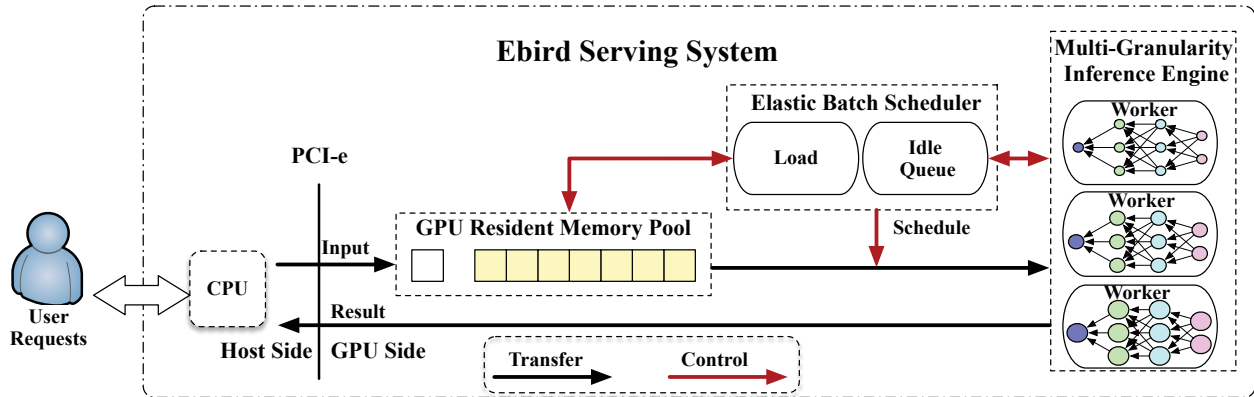 Ebird Serving System
Multi-Granularity
Inference Engine
Elastic Batch Scheduler
Worker
PCI-e
Load
Idle
Queue
Worker
GPU Resident Memory Pool
Schedule
Input
CPU
Worker
User
Requests
Result
Host Side
GPU Side
Transfer
Control